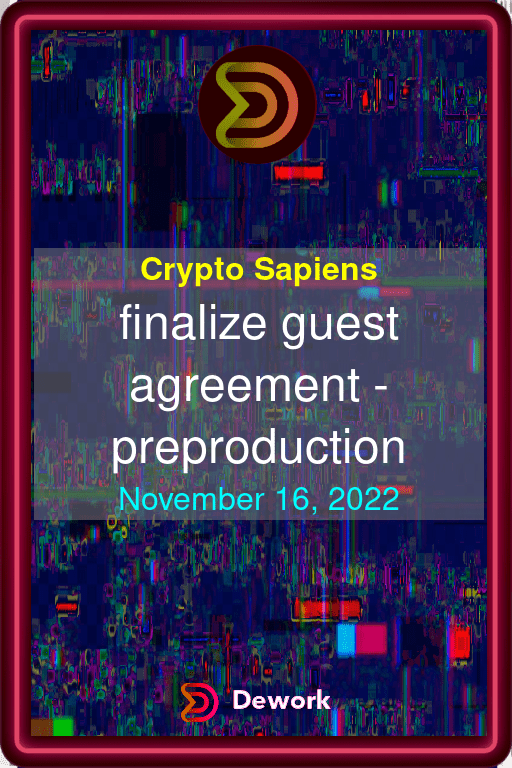 Crypto Sapiens
finalize guest
agreement -
preproduction
November 16, 2022
Dework